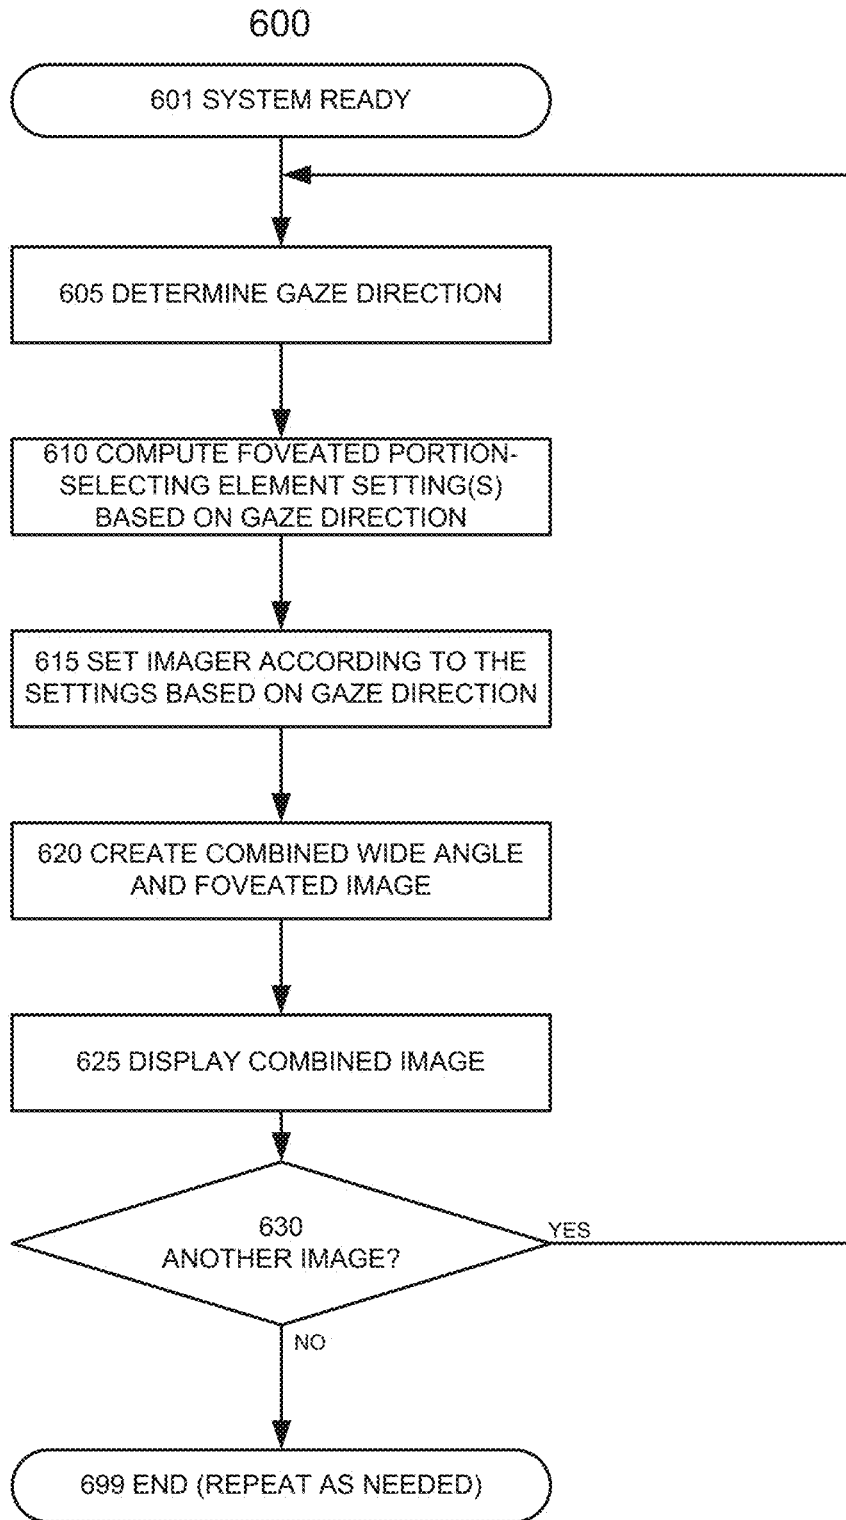 600
601 SYSTEM READY
605 DETERMINE GAZE DIRECTION
610 COMPUTE FOVEATED PORTION-
SELECTING ELEMENT SETTING(S)
BASED ON GAZE DIRECTION
615 SET IMAGER ACCORDING TO THE
SETTINGS BASED ON GAZE DIRECTION
620 CREATE COMBINED WIDE ANGLE
AND FOVEATED IMAGE
625 DISPLAY COMBINED IMAGE
630
ANOTHER IMAGE?
YES
NO
699 END (REPEAT AS NEEDED)